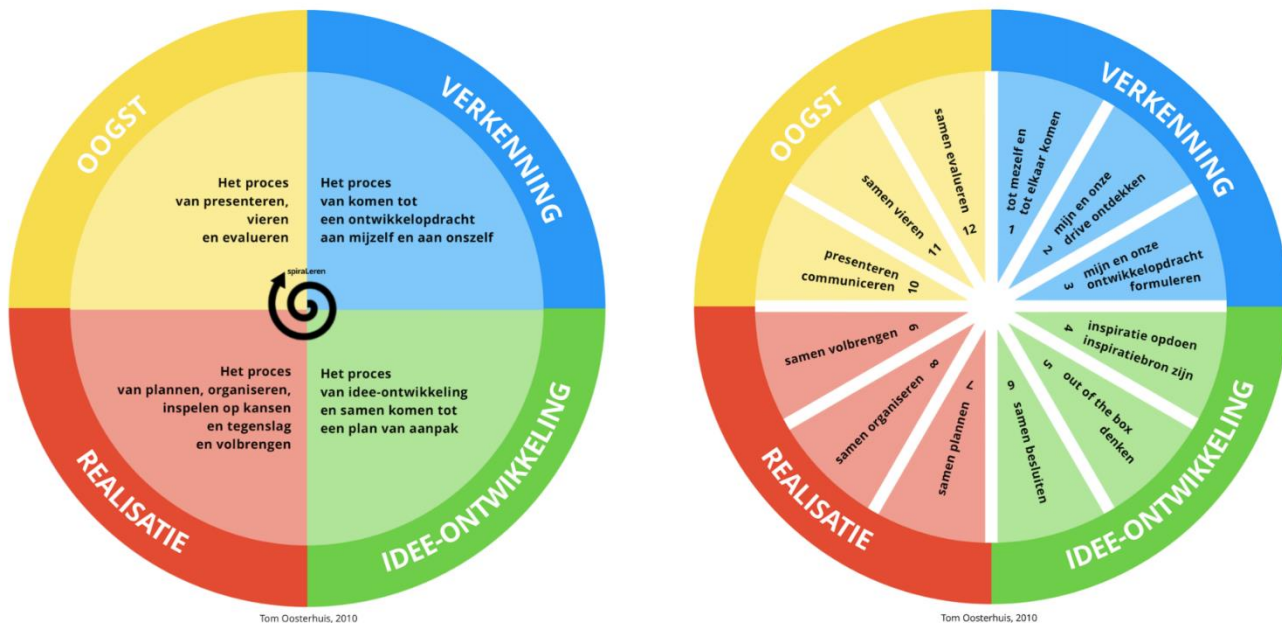 OOGST
VERKENNING
Het proces
van presenteren,
vieren
en evalueren
Het proces
van komen tot
een ontwikkelopdracht
aan mijzelf en aan onszelf
spiraLeren
Het proces
van plannen, organiseren,
inspelen op kansen
en tegenslag
en volbrengen
Het proces
van idee-ontwikkeling
en samen komen tot
een plan van aanpak
REALISATIE
IDEE-ONTWIKKELING
Tom Oosterhuis, 2010
OOGST
VERKENNING
1
tot mezelf en
tot elkaar komen
2
mijn en onze
drive ontdekken
3
mijn en onze
ontwikkelopdracht
formuleren
4
inspiratie opdoen
inspiratiebron zijn
5
out of the box
denken
6
samen besluiten
7
samen plannen
8
samen organiseren
9
samen volbrengen
10
presenteren
communiceren
11
samen vieren
12
samen evalueren
REALISATIE
IDEE-ONTWIKKELING
Tom Oosterhuis, 2010